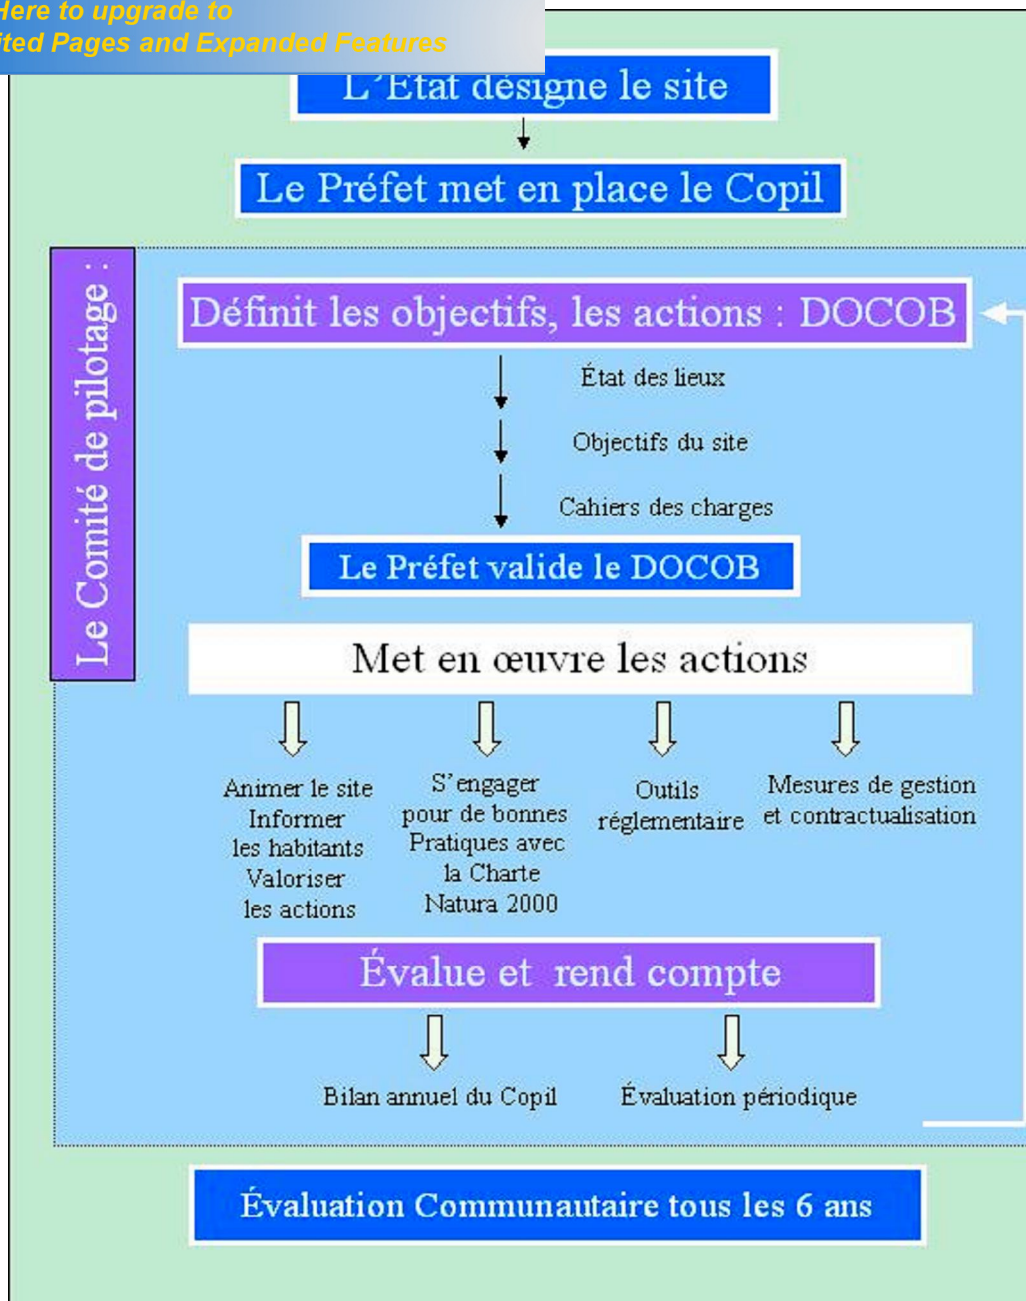 Here to upgrade to
ited Pages and Expanded Features
L'État désigne le site
Le Préfet met en place le Copil
Le Comité de pilotage :
Définit les objectifs, les actions : DOCOB
État des lieux
Objectifs du site
Cahiers des charges
Le Préfet valide le DOCOB
Met en œuvre les actions
Animer le site
Informer
les habitants
Valoriser
les actions
S'engager
pour de bonnes
Pratiques avec
la Charte
Natura 2000
Outils
réglementaire
Mesures de gestion
et contractualisation
Évalue et rend compte
Bilan annuel du Copil
Évaluation périodique
Évaluation Communautaire tous les 6 ans